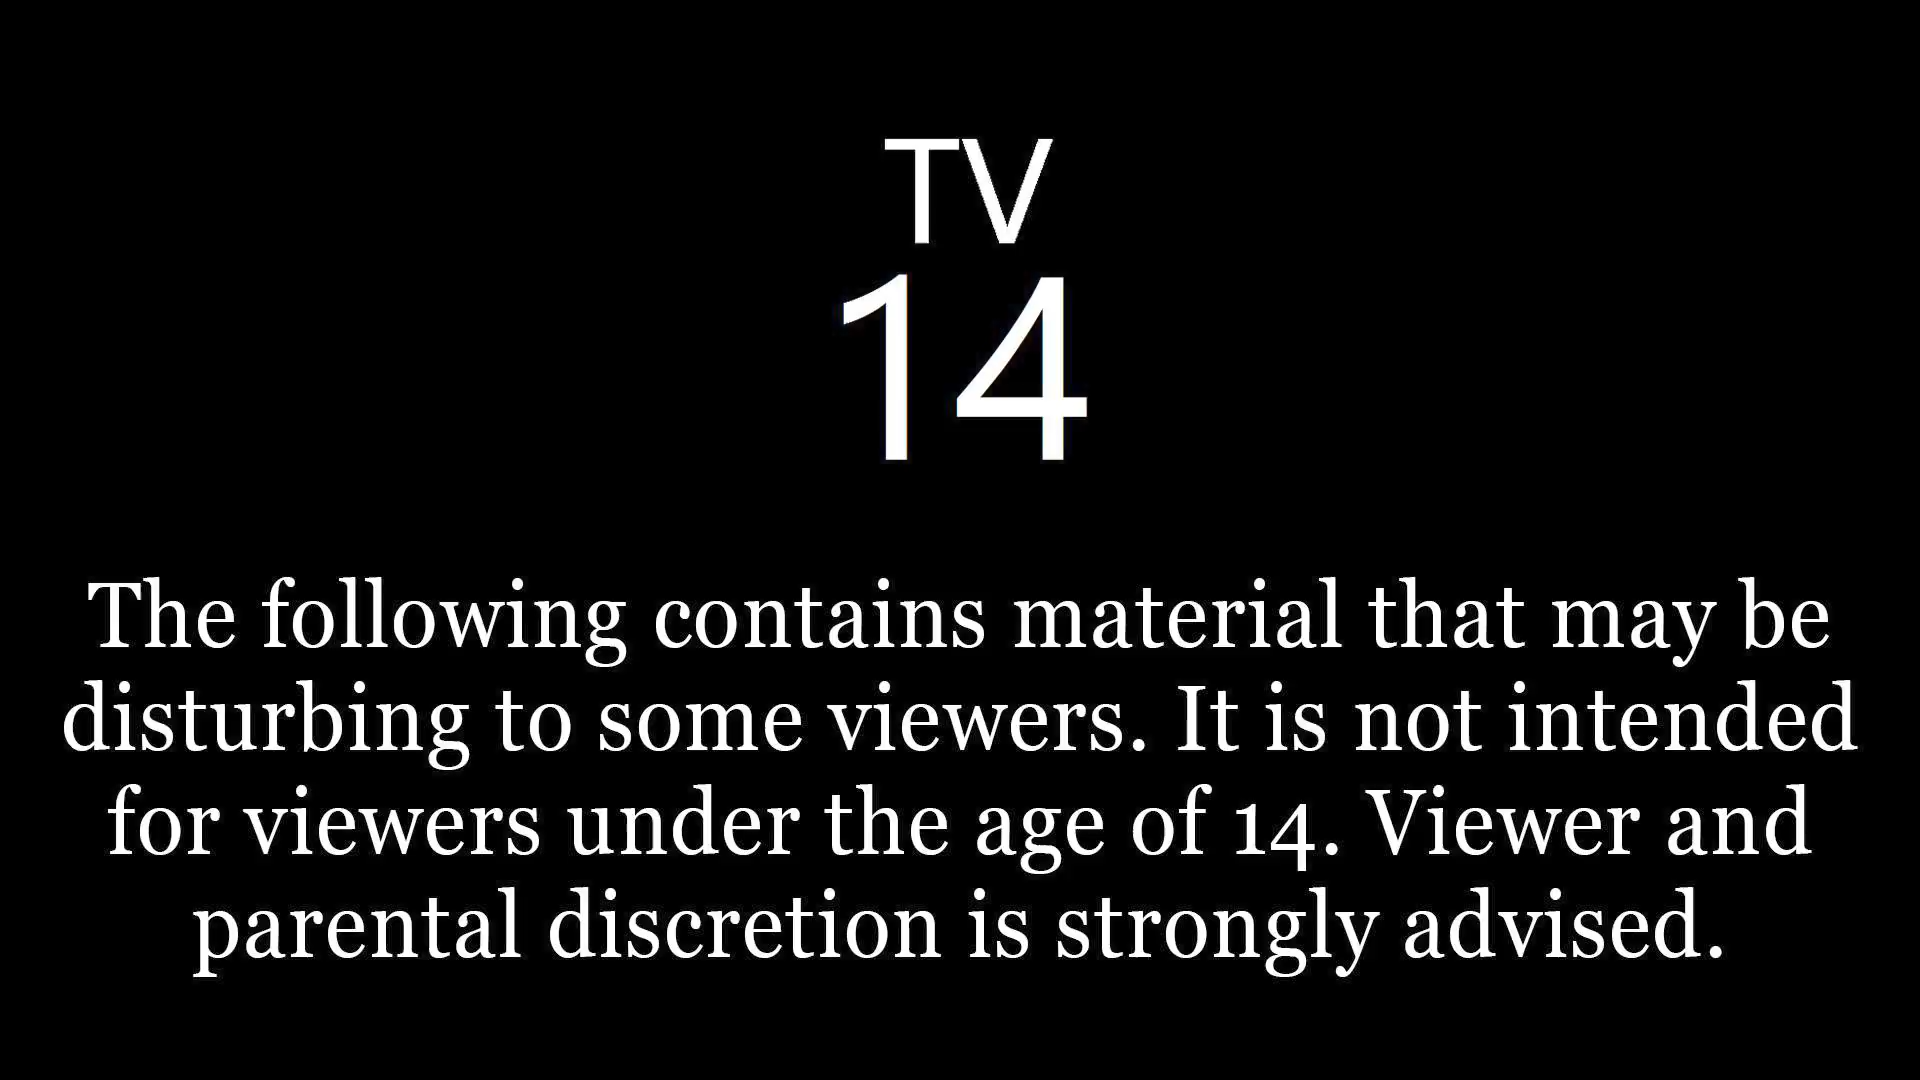 TV
14
The following contains material that may be
disturbing to some viewers. It is not intended
for viewers under the age of 14. Viewer and
parental discretion is strongly advised.